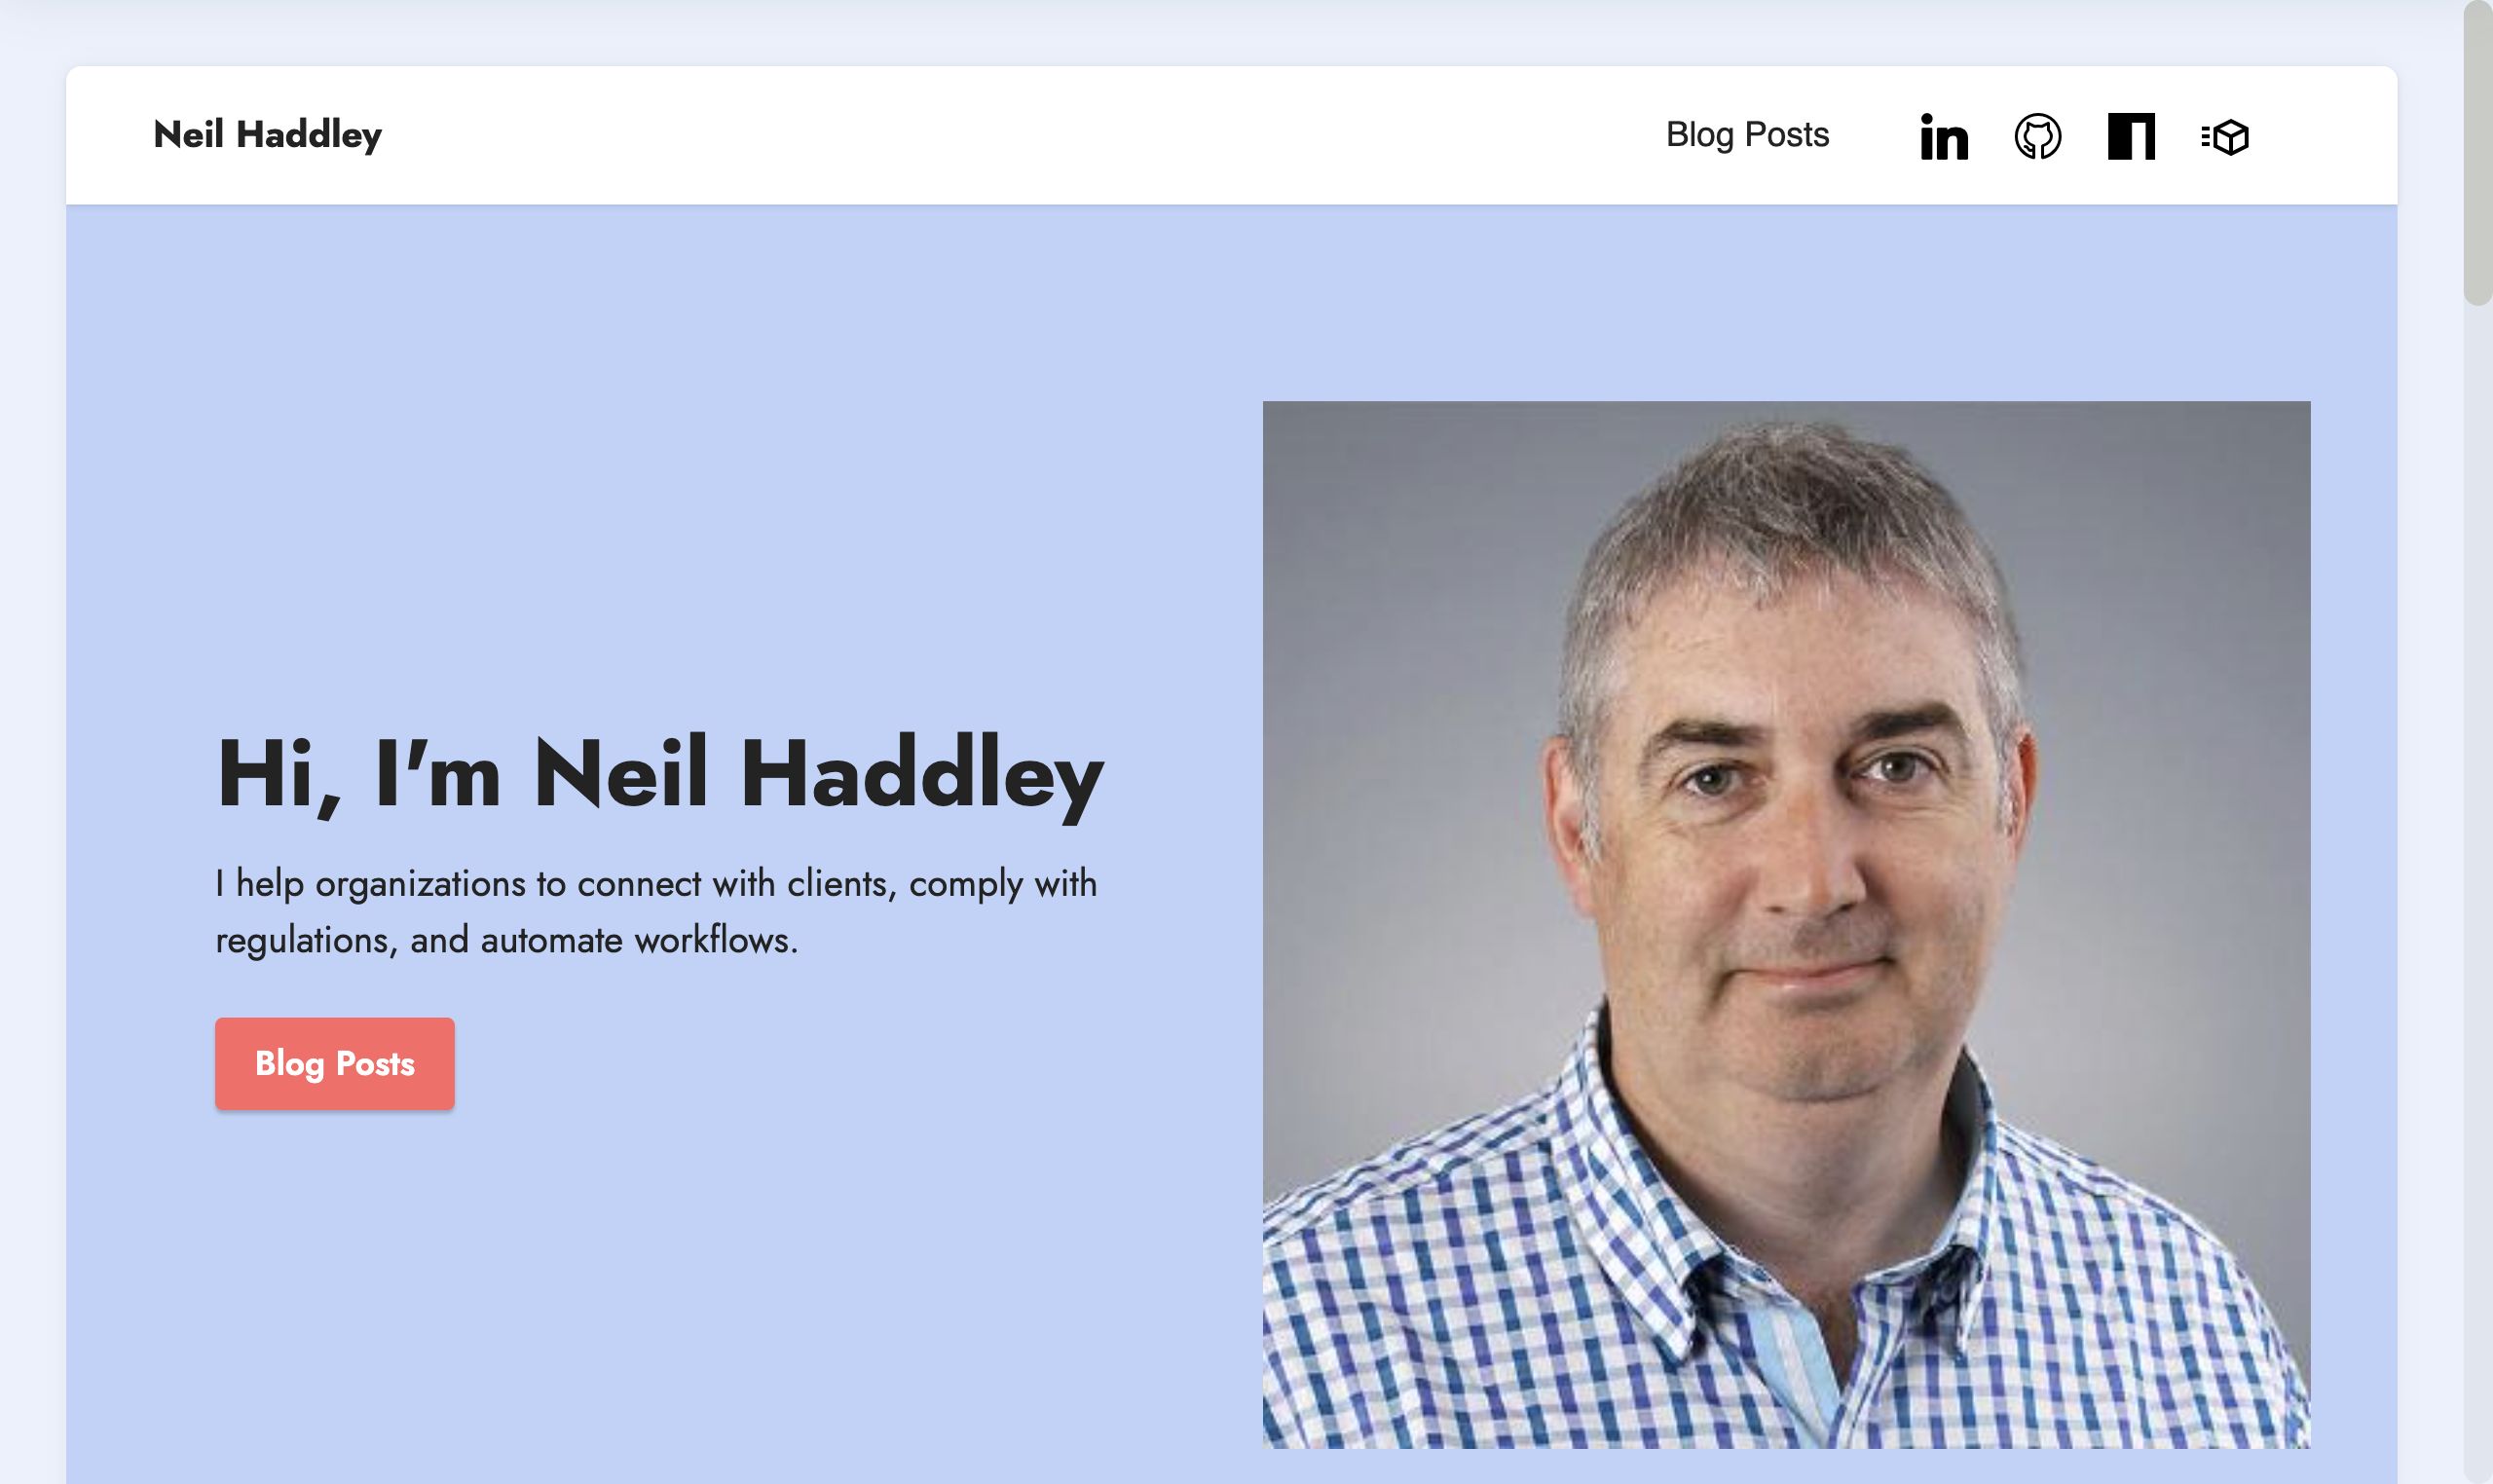 Neil Haddley
Blog Posts
Hi, I'm Neil Haddley
I help organizations to connect with clients, comply with
regulations, and automate workflows.
Blog Posts